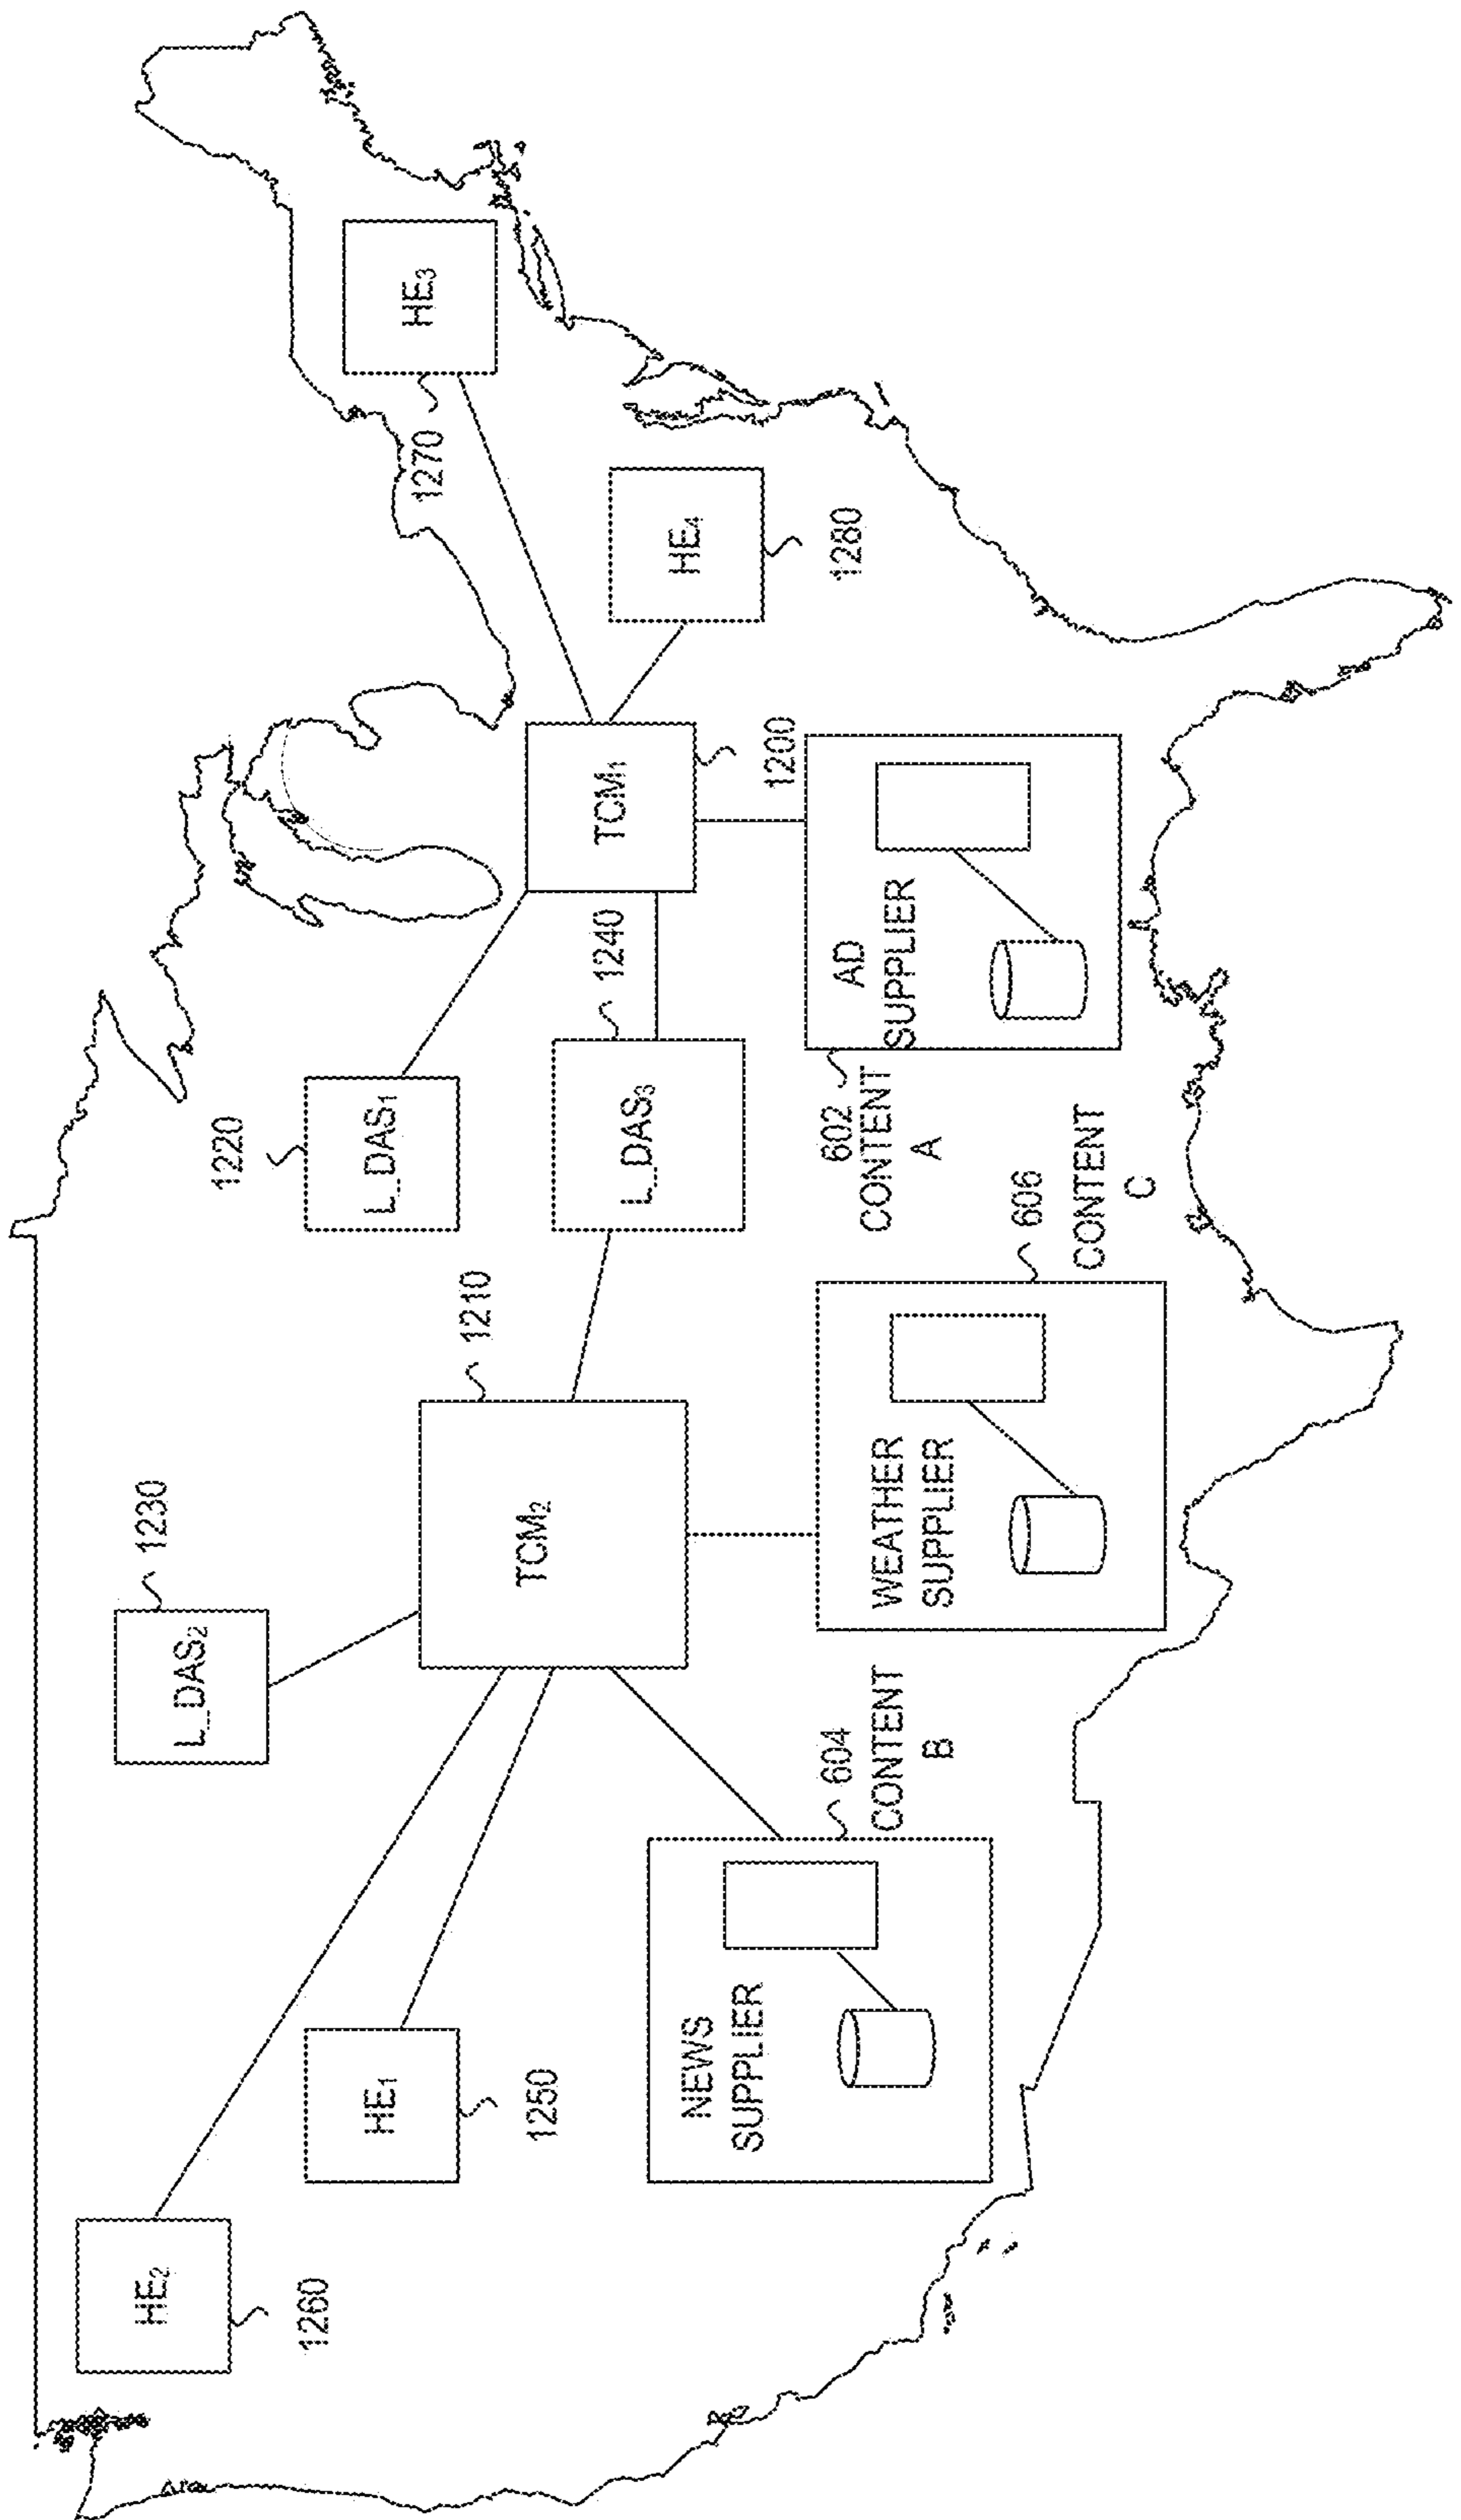 HE₂
1260
HE₁
1250
NEWS
SUPPLIER
604
CONTENT
B
L_DAS₂
1230
TCM₂
1210
WEATHER
SUPPLIER
606
CONTENT
C
L_DAS₁
1220
L_DAS₃
1240
602
CONTENT
A
AD
SUPPLIER
TCM₁
1200
HE₄
1280
HE₃
1270